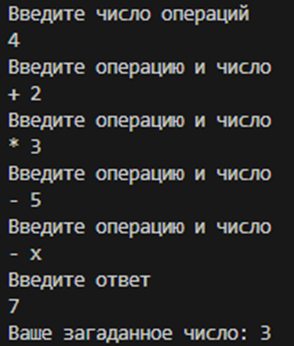 Введите число операций
4
Введите операцию и число
+ 2
Введите операцию и число
* 3
Введите операцию и число
- 5
Введите операцию и число
- x
Введите ответ
7
Ваше загаданное число: 3